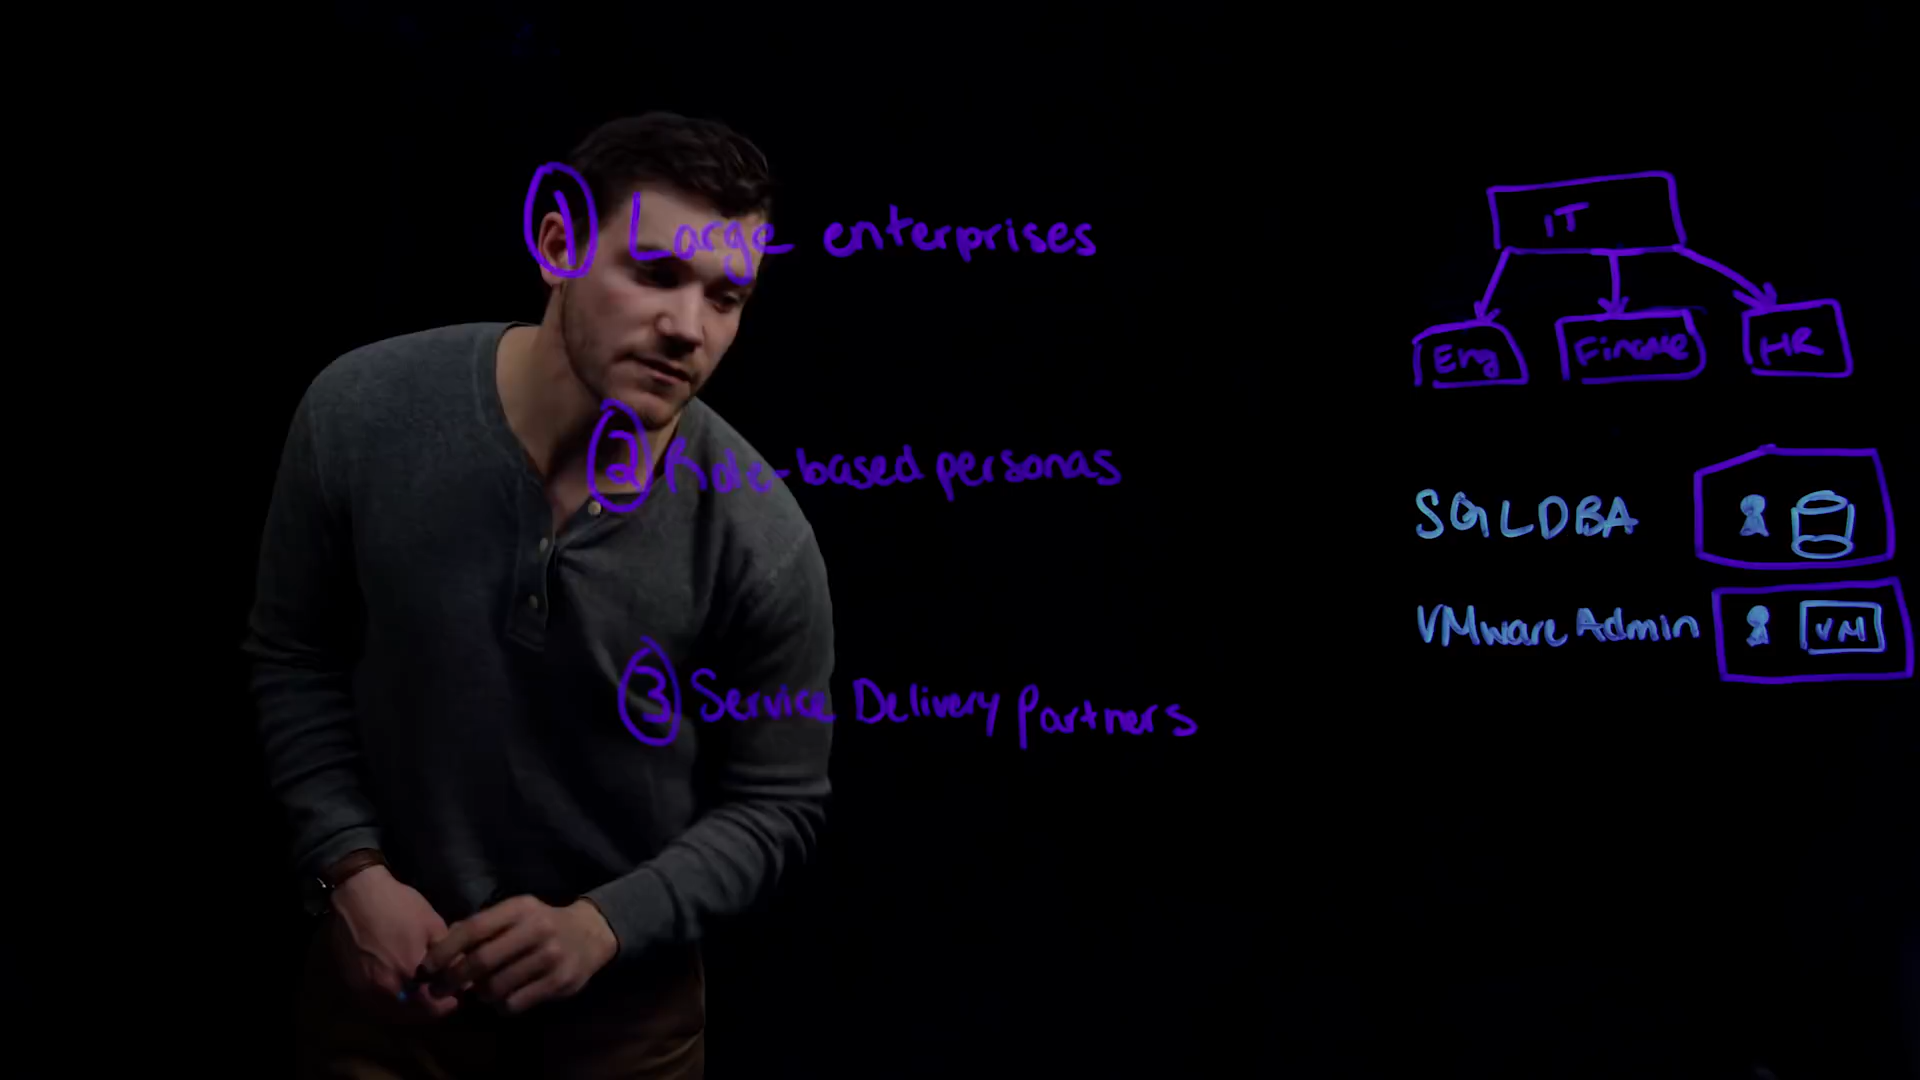 1 Large enterprises
IT
Eng Finance HR
2 Role-based personas
SQL DBA
VMware Admin VM
3 Service Delivery Partners